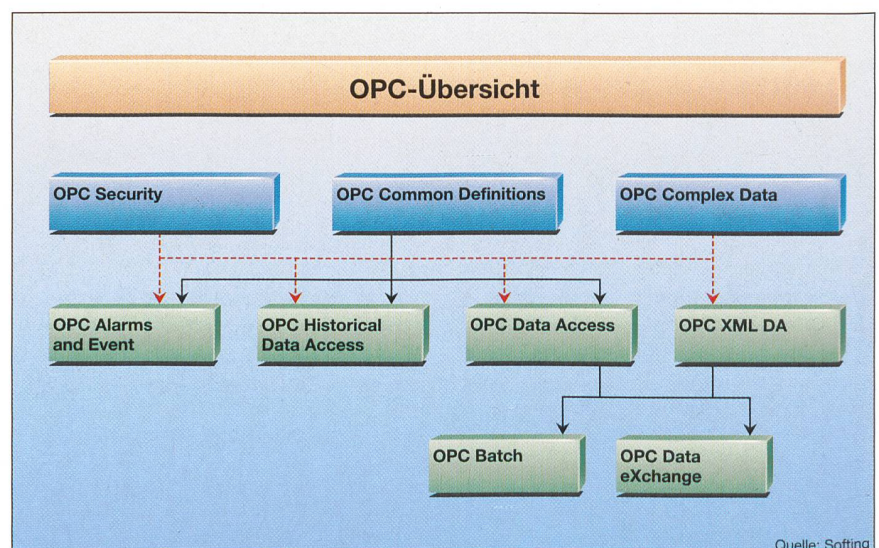 OPC-Übersicht
OPC Security
OPC Common Definitions
OPC Complex Data
OPC Alarms
and Event
OPC Historical
Data Access
OPC Data Access
OPC XML DA
OPC Batch
OPC Data
eXchange
Quelle: Softing